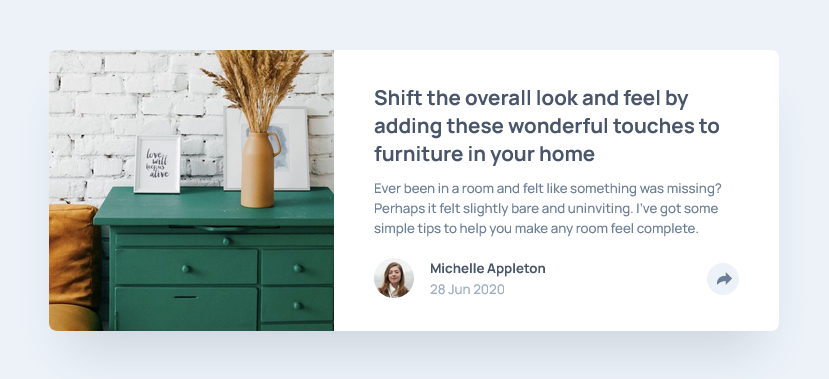 love
will
keep us
alive
Shift the overall look and feel by
adding these wonderful touches to
furniture in your home
Ever been in a room and felt like something was missing?
Perhaps it felt slightly bare and uninviting. I've got some
simple tips to help you make any room feel complete.
Michelle Appleton
28 Jun 2020